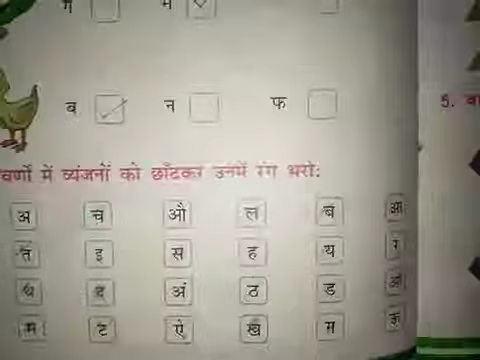 ग म
ब न फ
5.
वर्णों में व्यंजनों को छाँटकर उनमें रंग भरो:
अ च औ ल ब आ
त इ स ह य ग
ध द अं ठ ड
म ट ऐ ख म